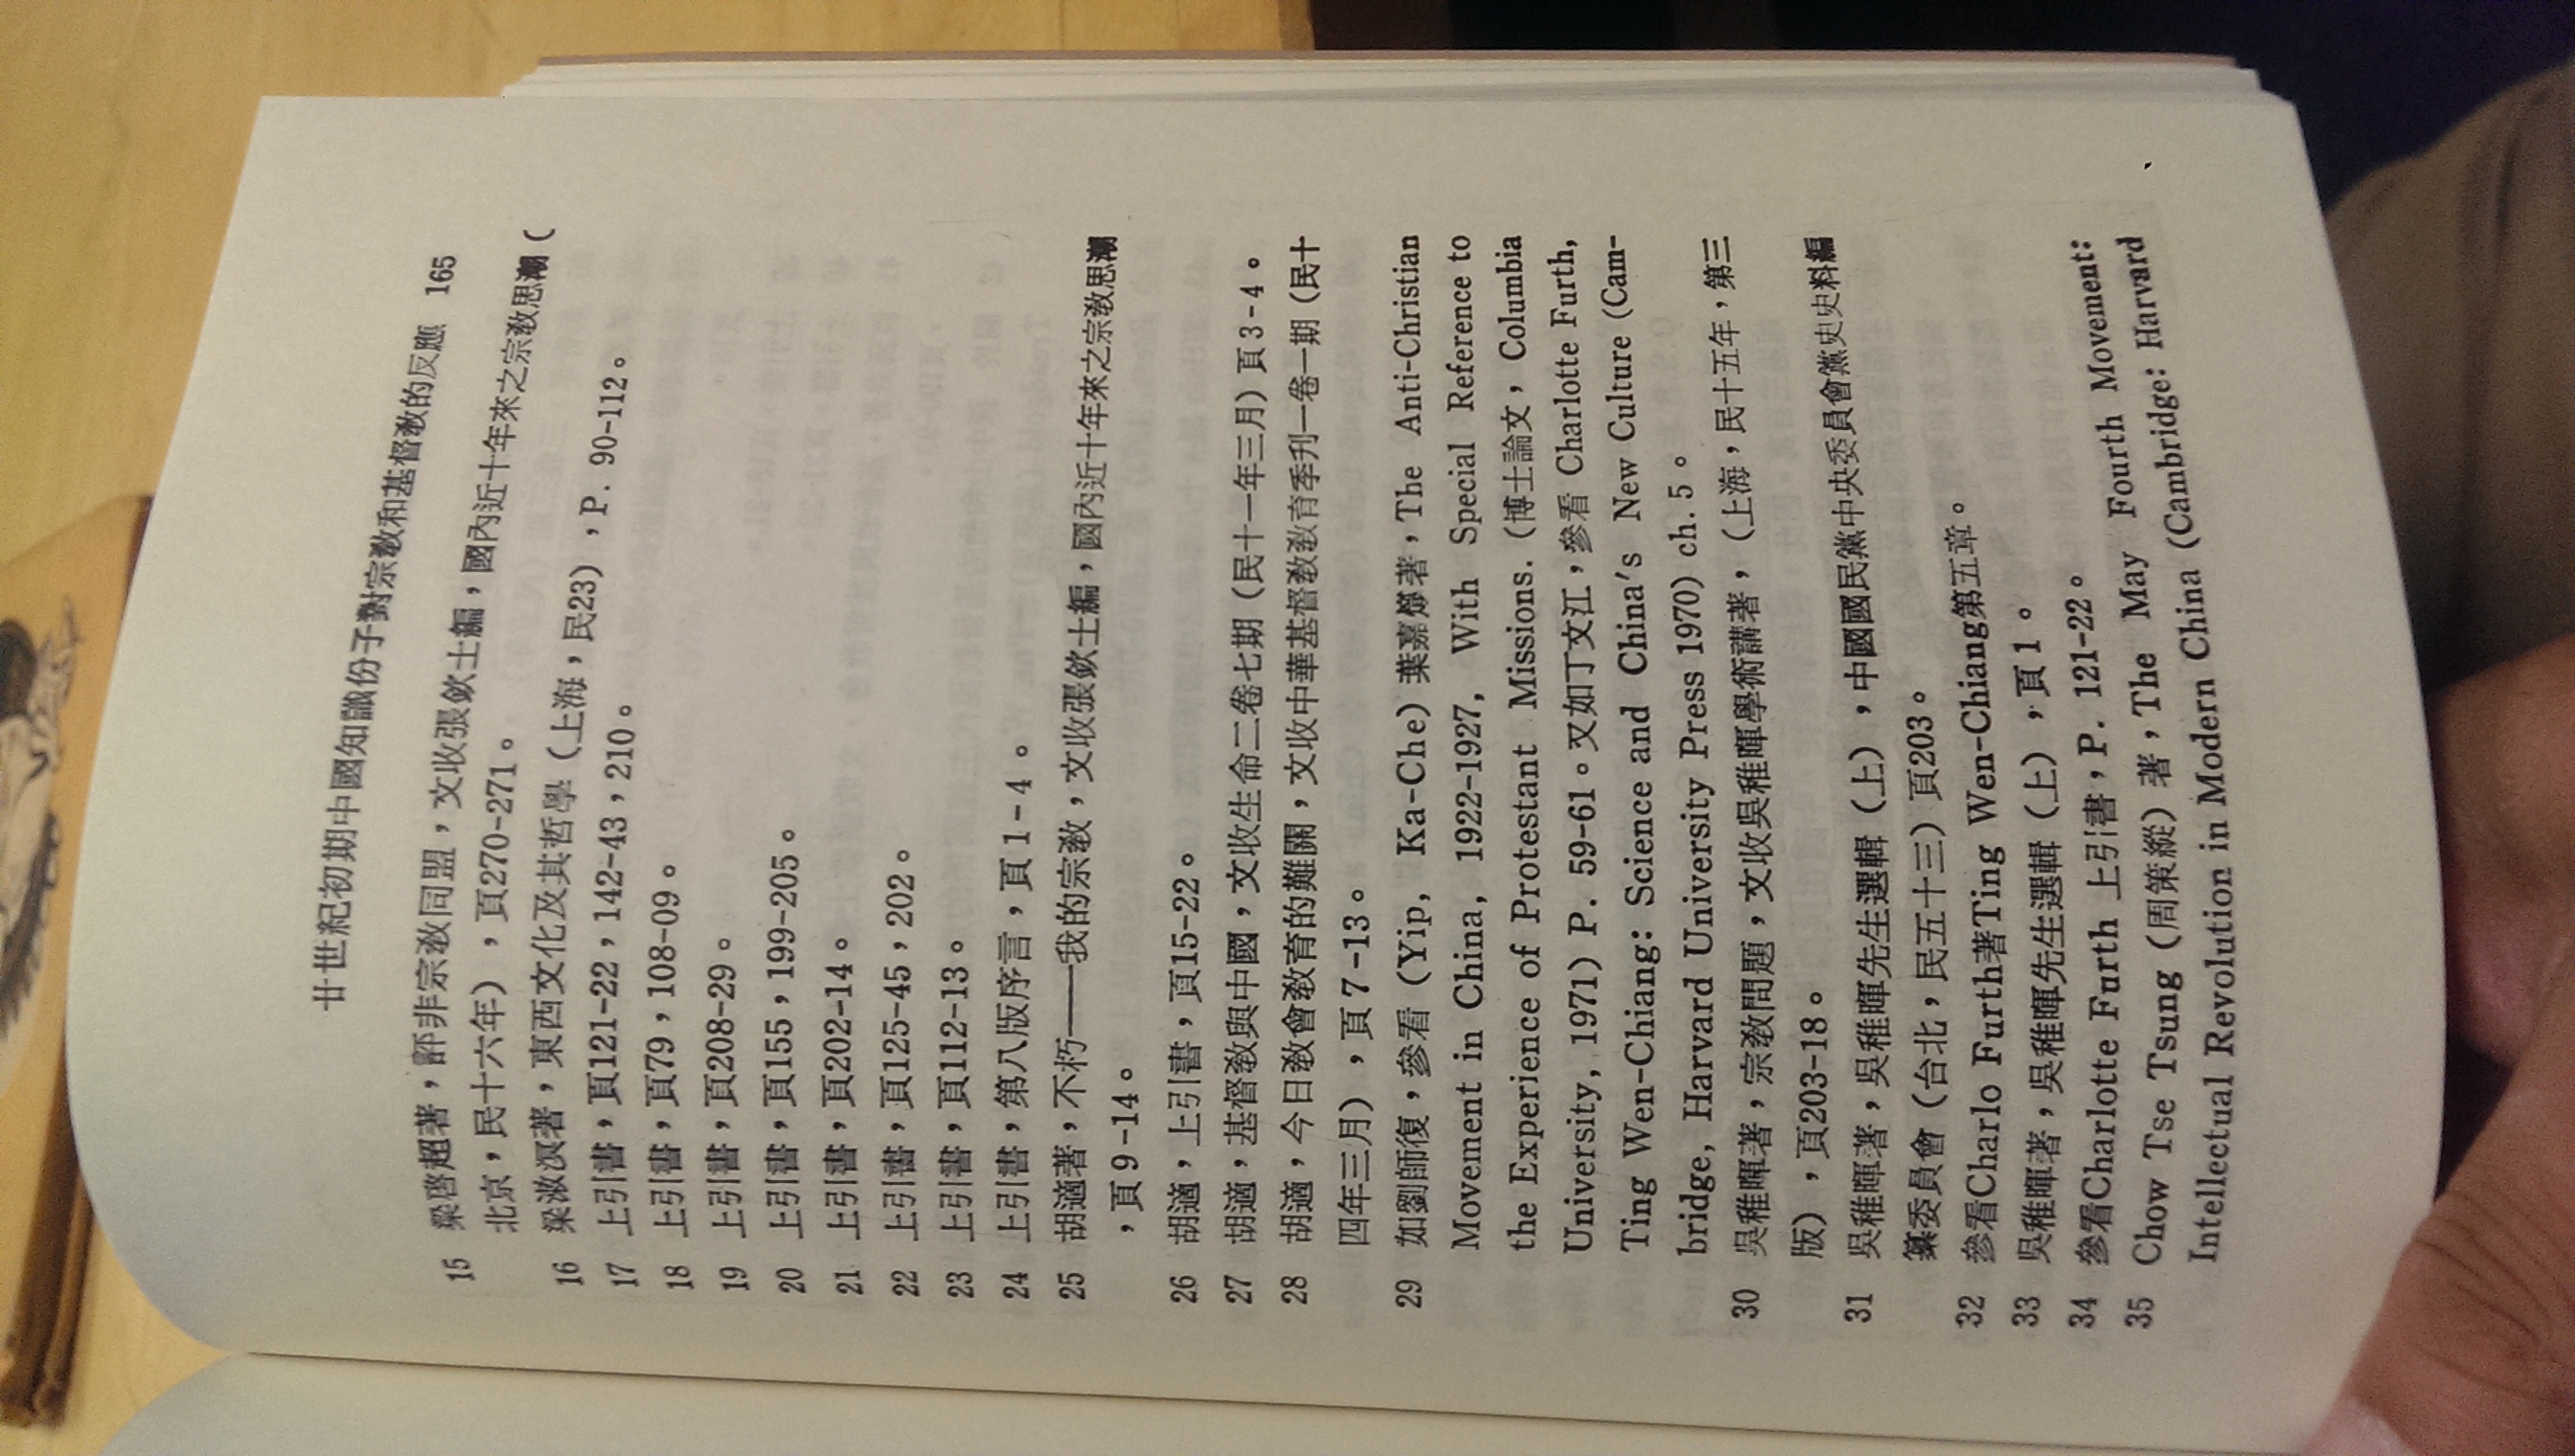 廿世紀初期中國知識份子對宗教和基督教的反應 165
15 梁啓超著，評非宗教同盟，文收張欽士編，國內近十年來之宗教思潮（
北京，民十六年），頁270-271。
16 梁漱溟著，東西文化及其哲學（上海，民23），P. 90-112。
17 上引書，頁121-22，142-43，210。
18 上引書，頁79，108-09。
19 上引書，頁208-29。
20 上引書，頁155，199-205。
21 上引書，頁202-14。
22 上引書，頁125-45，202。
23 上引書，頁112-13。
24 上引書，第八版序言，頁1-4。
25 胡適著，不朽——我的宗教，文收張欽士編，國內近十年來之宗教思潮
，頁9-14。
26 胡適，上引書，頁15-22。
27 胡適，基督教與中國，文收生命二卷七期（民十一年三月）頁3-4。
28 胡適，今日教會教育的難關，文收中華基督教教育季刊一卷一期（民十
四年三月），頁7-13。
29 如劉師復，參看（Yip, Ka-Che）葉嘉熾著，The Anti-Christian
Movement in China, 1922-1927, With Special Reference to
the Experience of Protestant Missions.（博士論文，Columbia
University, 1971）P. 59-61。又如丁文江，參看 Charlotte Furth,
Ting Wen-Chiang: Science and China's New Culture (Cam-
bridge, Harvard University Press 1970) ch. 5。
30 吳稚暉著，宗教問題，文收吳稚暉學術講著，（上海，民十五年，第三
版），頁203-18。
31 吳稚暉著，吳稚暉先生選輯（上），中國國民黨中央委員會黨史史料編
纂委員會（台北，民五十三）頁203。
32 參看Charlo Furth著Ting Wen-Chiang第五章。
33 吳稚暉著，吳稚暉先生選輯（上），頁1。
34 參看Charlotte Furth 上引書，P. 121-22。
35 Chow Tse Tsung（周策縱）著，The May Fourth Movement:
Intellectual Revolution in Modern China (Cambridge: Harvard